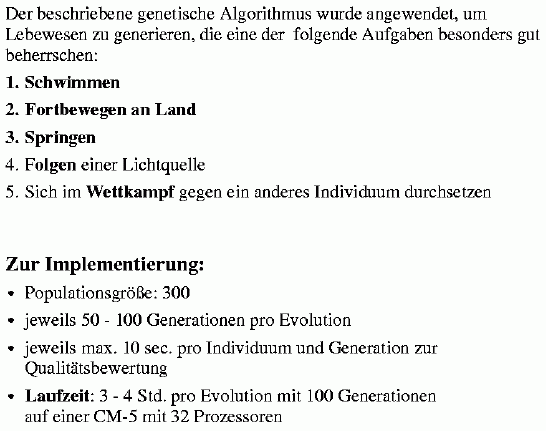 Der beschriebene genetische Algorithmus wurde angewendet, um
Lebewesen zu generieren, die eine der folgende Aufgaben besonders gut
beherrschen:
1. Schwimmen
2. Fortbewegen an Land
3. Springen
4. Folgen einer Lichtquelle
5. Sich im Wettkampf gegen ein anderes Individuum durchsetzen
Zur Implementierung:
• Populationsgröße: 300
• jeweils 50 - 100 Generationen pro Evolution
• jeweils max. 10 sec. pro Individuum und Generation zur
Qualitätsbewertung
• Laufzeit: 3 - 4 Std. pro Evolution mit 100 Generationen
auf einer CM-5 mit 32 Prozessoren